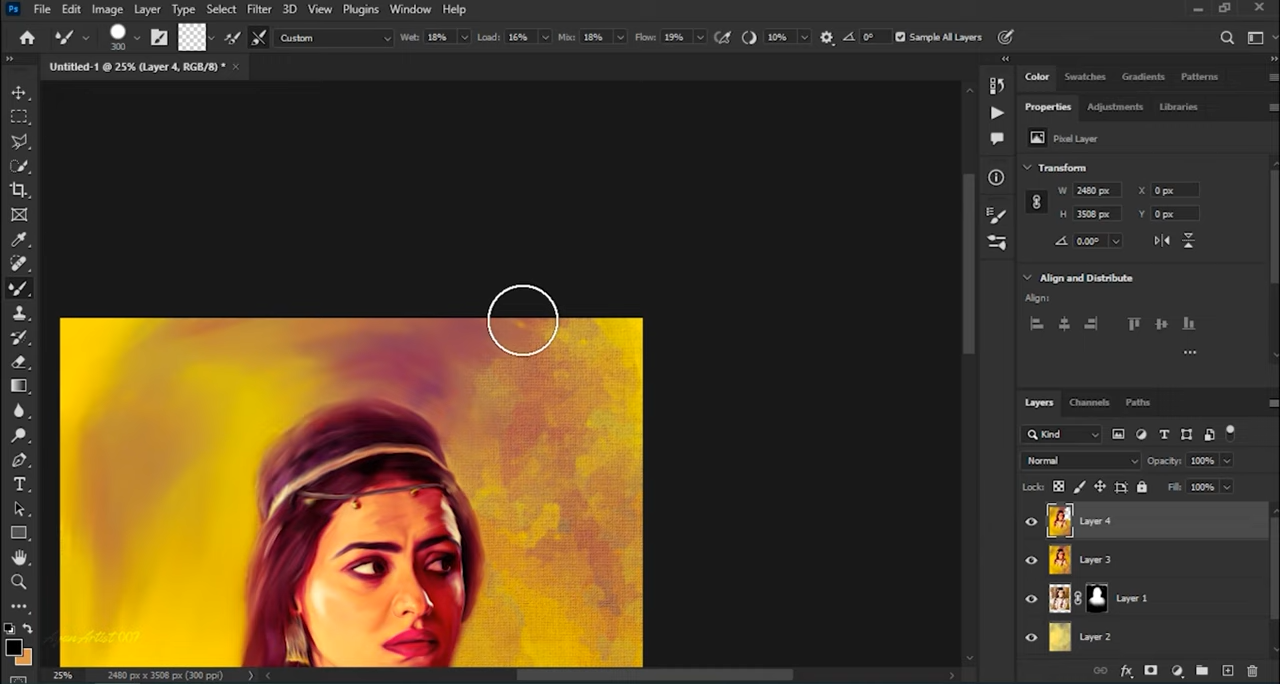 Ps File Edit Image Layer Type Select Filter 3D View Plugins Window Help
300 Custom Wet: 18% Load: 16% Mix: 18% Flow: 19% 10% 0° Sample All Layers
Untitled-1 @ 25% (Layer 4, RGB/8) * ×
Color Swatches Gradients Patterns
Properties Adjustments Libraries
Pixel Layer
Transform
W 2480 px X 0 px
H 3508 px Y 0 px
0.00°
Align and Distribute
Align:
Layers Channels Paths
Kind
Normal Opacity: 100%
Lock: Fill: 100%
Layer 4
Layer 3
Layer 1
Layer 2
25% 2480 px x 3508 px (300 ppi)